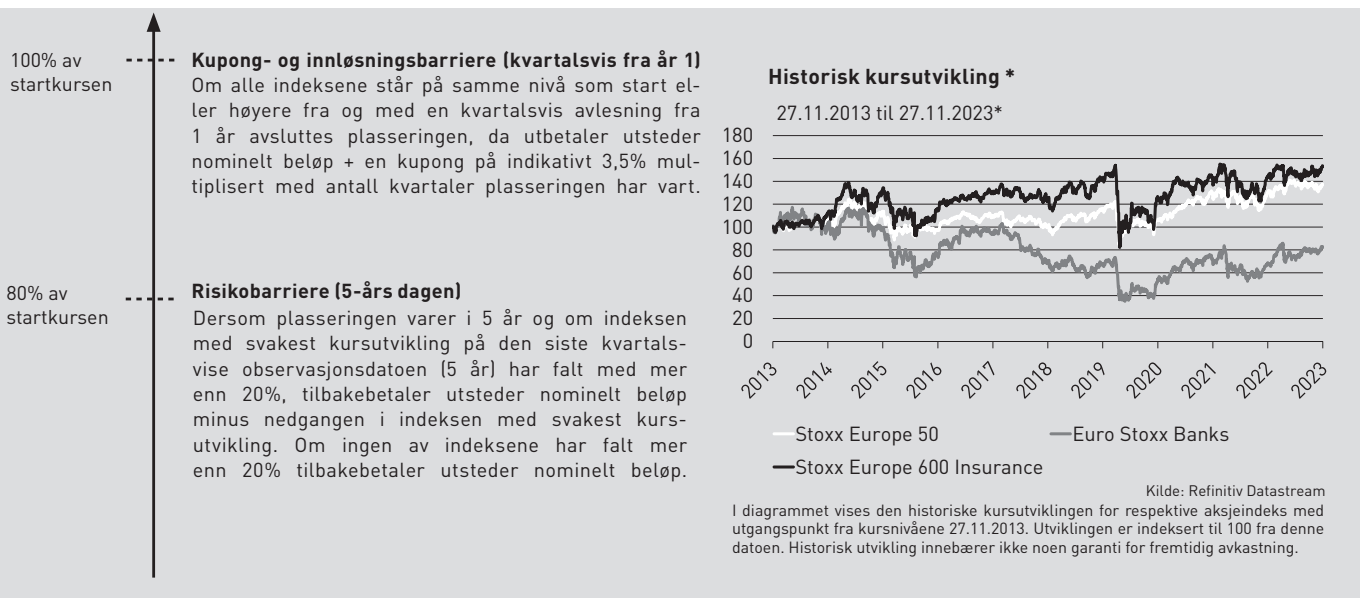 100% av
startkursen
Kupong- og innløsningsbarriere (kvartalsvis fra år 1)
Om alle indeksene står på samme nivå som start el-
ler høyere fra og med en kvartalsvis avlesning fra
1 år avsluttes plasseringen, da utbetaler utsteder
nominelt beløp + en kupong på indikativt 3,5% mul-
tiplisert med antall kvartaler plasseringen har vart.
80% av
startkursen
Risikobarriere (5-års dagen)
Dersom plasseringen varer i 5 år og om indeksen
med svakest kursutvikling på den siste kvartals-
vise observasjonsdatoen (5 år) har falt med mer
enn 20%, tilbakebetaler utsteder nominelt beløp
minus nedgangen i indeksen med svakest kurs-
utvikling. Om ingen av indeksene har falt mer
enn 20% tilbakebetaler utsteder nominelt beløp.
Historisk kursutvikling *
27.11.2013 til 27.11.2023*
180
160
140
120
100
80
60
40
20
0
2013 2014 2015 2016 2017 2018 2019 2020 2021 2022 2023
Stoxx Europe 50 Euro Stoxx Banks
Stoxx Europe 600 Insurance
Kilde: Refinitiv Datastream
I diagrammet vises den historiske kursutviklingen for respektive aksjeindeks med
utgangspunkt fra kursnivåene 27.11.2013. Utviklingen er indeksert til 100 fra denne
datoen. Historisk utvikling innebærer ikke noen garanti for fremtidig avkastning.